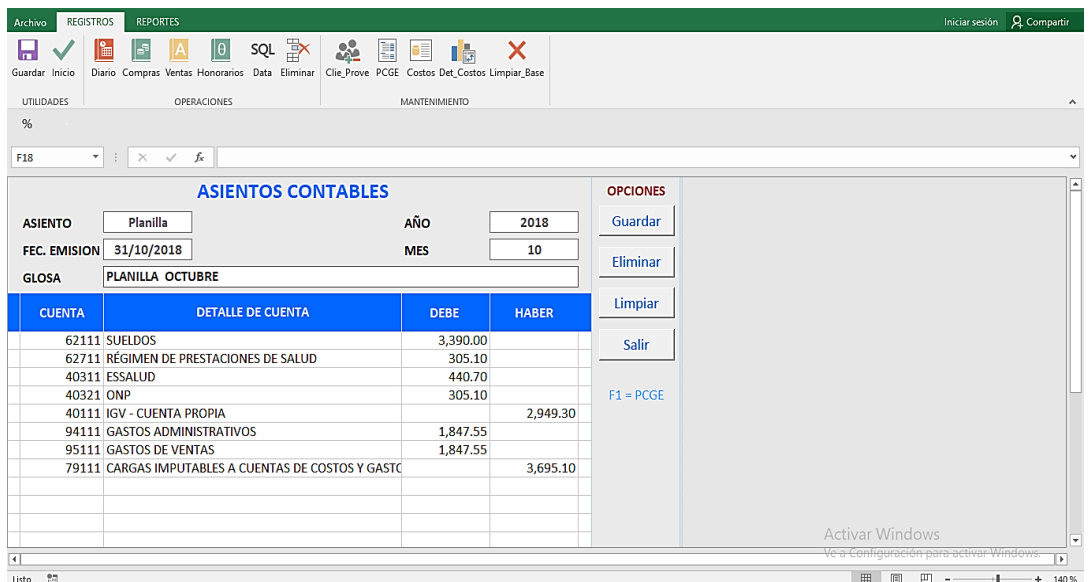 Archivo REGISTROS REPORTES Iniciar sesión Compartir
Guardar Inicio Diario Compras Ventas Honorarios SQL Data Eliminar Clie_Prove PCGE Costos Det_Costos Limpiar_Base
UTILIDADES OPERACIONES MANTENIMIENTO
%
F18 fx
ASIENTOS CONTABLES OPCIONES
ASIENTO Planilla AÑO 2018 Guardar
FEC. EMISION 31/10/2018 MES 10 Eliminar
GLOSA PLANILLA OCTUBRE
CUENTA DETALLE DE CUENTA DEBE HABER Limpiar
62111 SUELDOS 3,390.00 Salir
62711 RÉGIMEN DE PRESTACIONES DE SALUD 305.10
40311 ESSALUD 440.70
40321 ONP 305.10 F1 = PCGE
40111 IGV - CUENTA PROPIA 2,949.30
94111 GASTOS ADMINISTRATIVOS 1,847.55
95111 GASTOS DE VENTAS 1,847.55
79111 CARGAS IMPUTABLES A CUENTAS DE COSTOS Y GASTO 3,695.10
Activar Windows
Ve a Configuración para activar Windows.
Listo 140 %